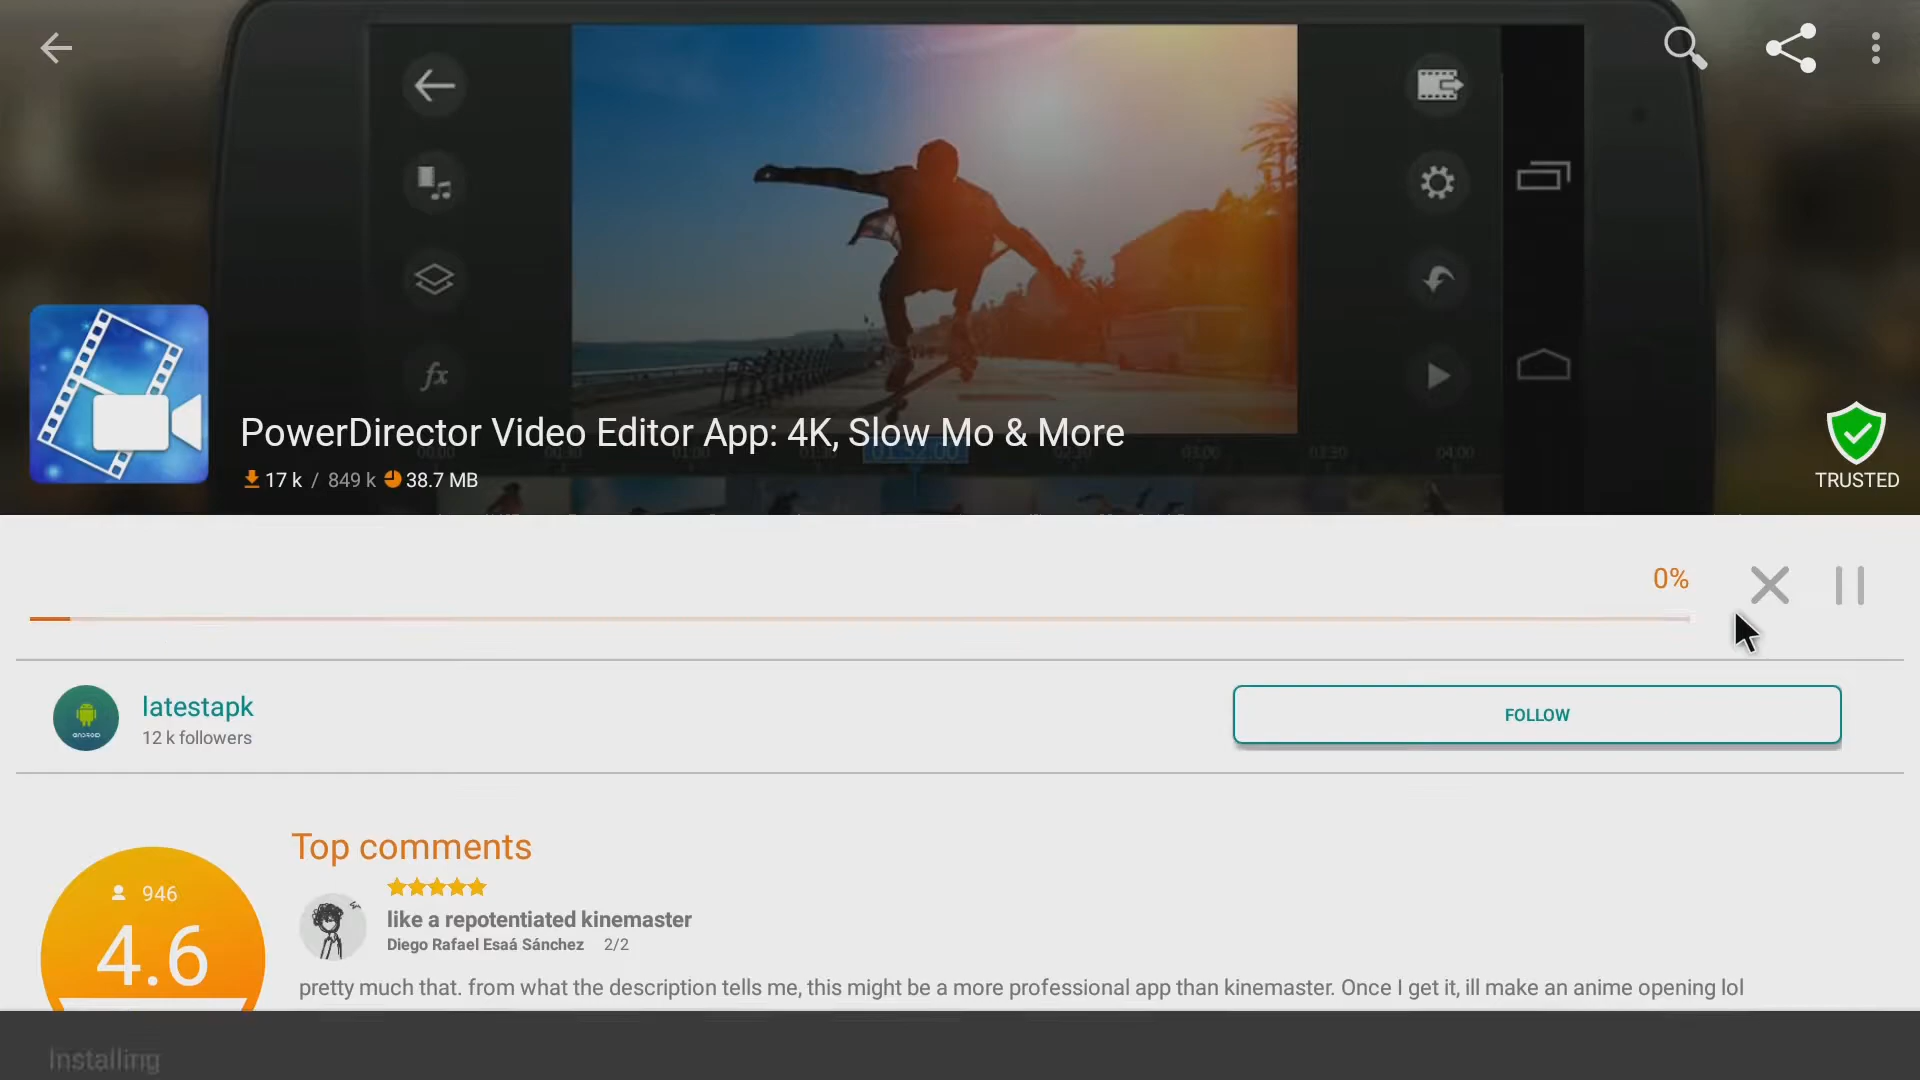 PowerDirector Video Editor App: 4K, Slow Mo & More
17 k / 849 k 38.7 MB
TRUSTED
0%
latestapk
12 k followers
FOLLOW
Top comments
946
4.6
like a repotentiated kinemaster
Diego Rafael Esaá Sánchez 2/2
pretty much that. from what the description tells me, this might be a more professional app than kinemaster. Once I get it, ill make an anime opening lol
Installing